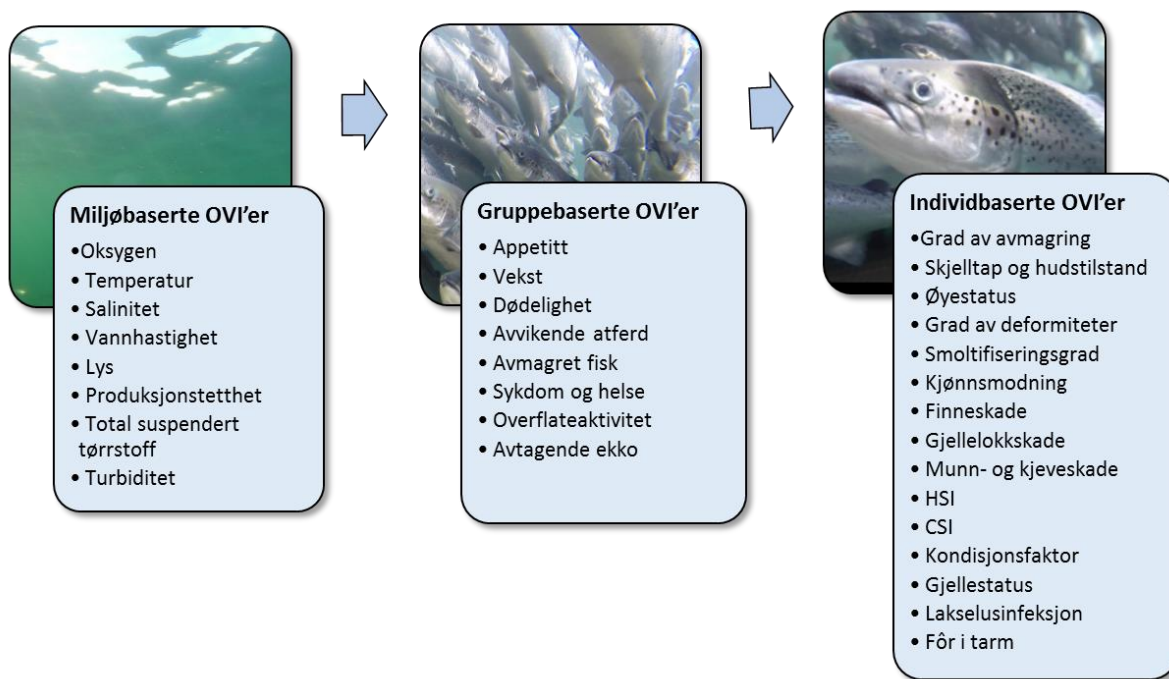 Miljøbaserte OVI’er
•Oksygen
• Temperatur
• Salinitet
• Vannhastighet
• Lys
• Produksjonstetthet
• Total suspendert
tørrstoff
• Turbiditet
Gruppebaserte OVI’er
• Appetitt
• Vekst
• Dødelighet
• Avvikende atferd
• Avmagret fisk
• Sykdom og helse
• Overflateaktivitet
• Avtagende ekko
Individbaserte OVI’er
•Grad av avmagring
• Skjelltap og hudstilstand
• Øyestatus
• Grad av deformiteter
• Smoltifiseringsgrad
• Kjønnsmodning
• Finneskade
• Gjellelokkskade
• Munn- og kjeveskade
• HSI
• CSI
• Kondisjonsfaktor
• Gjellestatus
• Lakselusinfeksjon
• Fôr i tarm